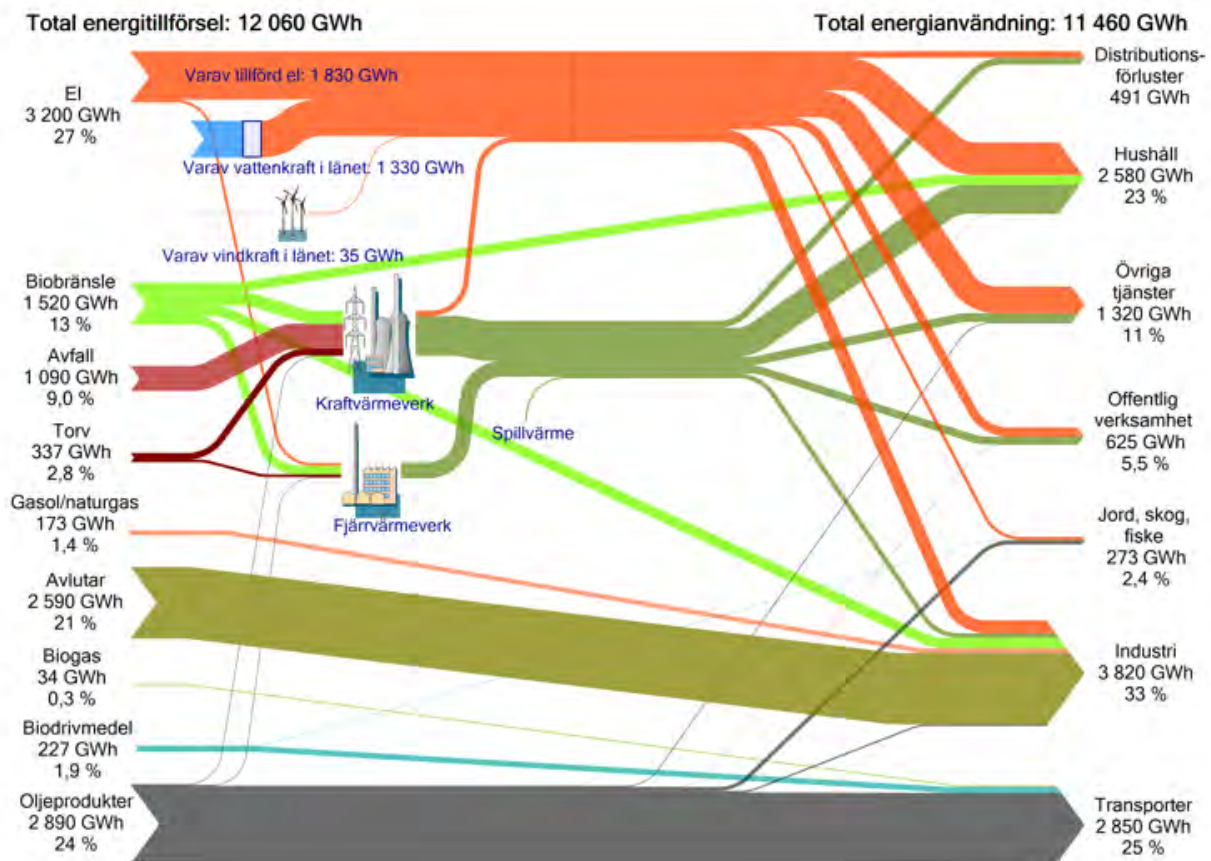 Total energitillförsel: 12 060 GWh
Total energianvändning: 11 460 GWh
El
3 200 GWh
27 %
Biobränsle
1 520 GWh
13 %
Avfall
1 090 GWh
9,0 %
Torv
337 GWh
2,8 %
Gasol/naturgas
173 GWh
1,4 %
Avlutar
2 590 GWh
21 %
Biogas
34 GWh
0,3 %
Biodrivmedel
227 GWh
1,9 %
Oljeprodukter
2 890 GWh
24 %
Varav tillförd el: 1 830 GWh
Varav vattenkraft i länet: 1 330 GWh
Varav vindkraft i länet: 35 GWh
Kraftvärmeverk
Spillvärme
Fjärrvärmeverk
Distributions-
förluster
491 GWh
Hushåll
2 580 GWh
23 %
Övriga
tjänster
1 320 GWh
11 %
Offentlig
verksamhet
625 GWh
5,5 %
Jord, skog,
fiske
273 GWh
2,4 %
Industri
3 820 GWh
33 %
Transporter
2 850 GWh
25 %